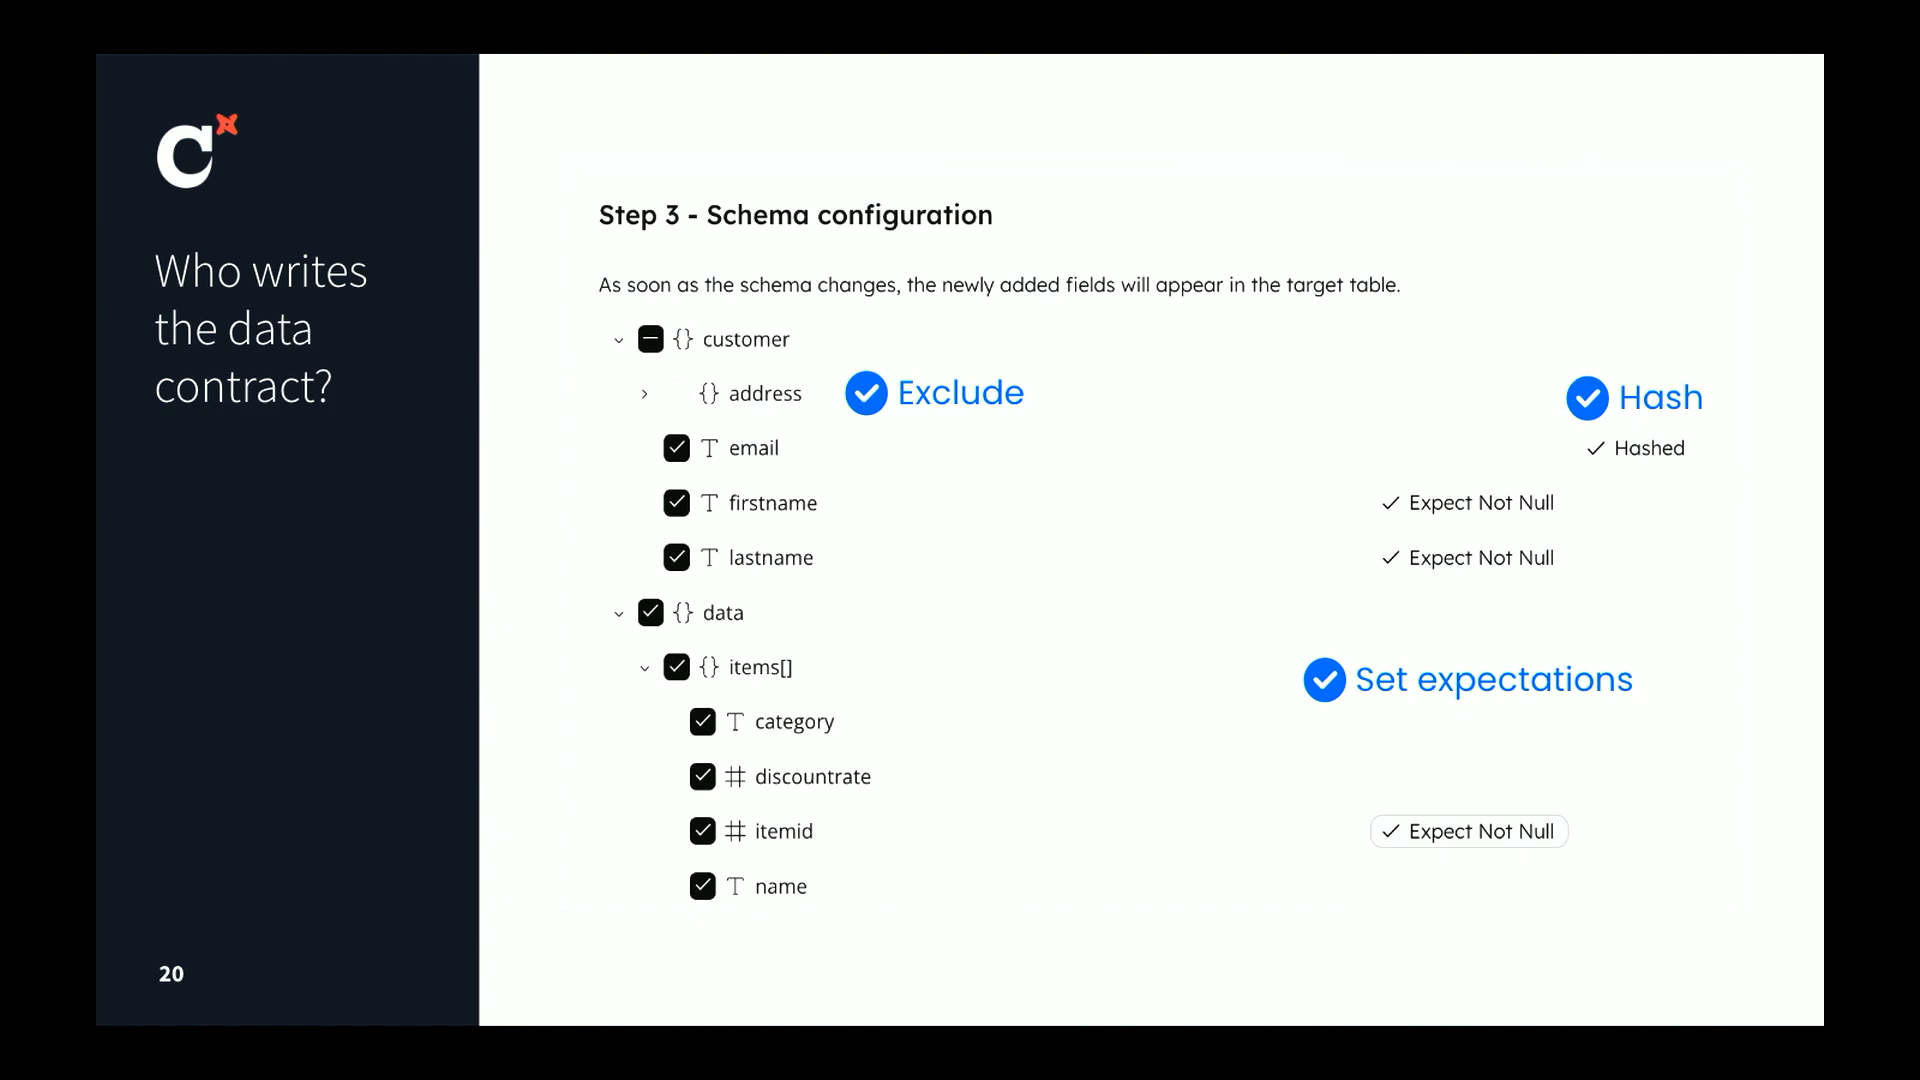 Who writes
the data
contract?
20
Step 3 - Schema configuration
As soon as the schema changes, the newly added fields will appear in the target table.
{} customer
{} address
Exclude
Hash
T email
Hashed
T firstname
Expect Not Null
T lastname
Expect Not Null
{} data
{} items[]
Set expectations
T category
# discountrate
# itemid
Expect Not Null
T name